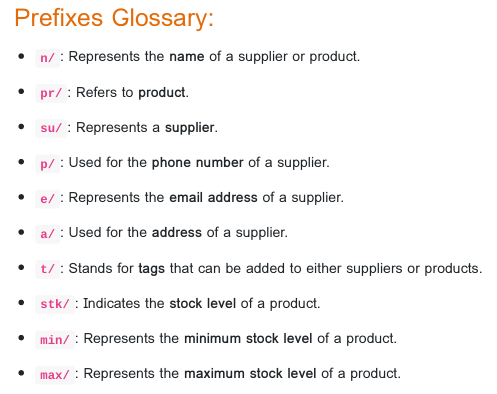 Prefixes Glossary:
n/ : Represents the name of a supplier or product.
pr/ : Refers to product.
su/ : Represents a supplier.
p/ : Used for the phone number of a supplier.
e/ : Represents the email address of a supplier.
a/ : Used for the address of a supplier.
t/ : Stands for tags that can be added to either suppliers or products.
stk/ : Indicates the stock level of a product.
min/ : Represents the minimum stock level of a product.
max/ : Represents the maximum stock level of a product.